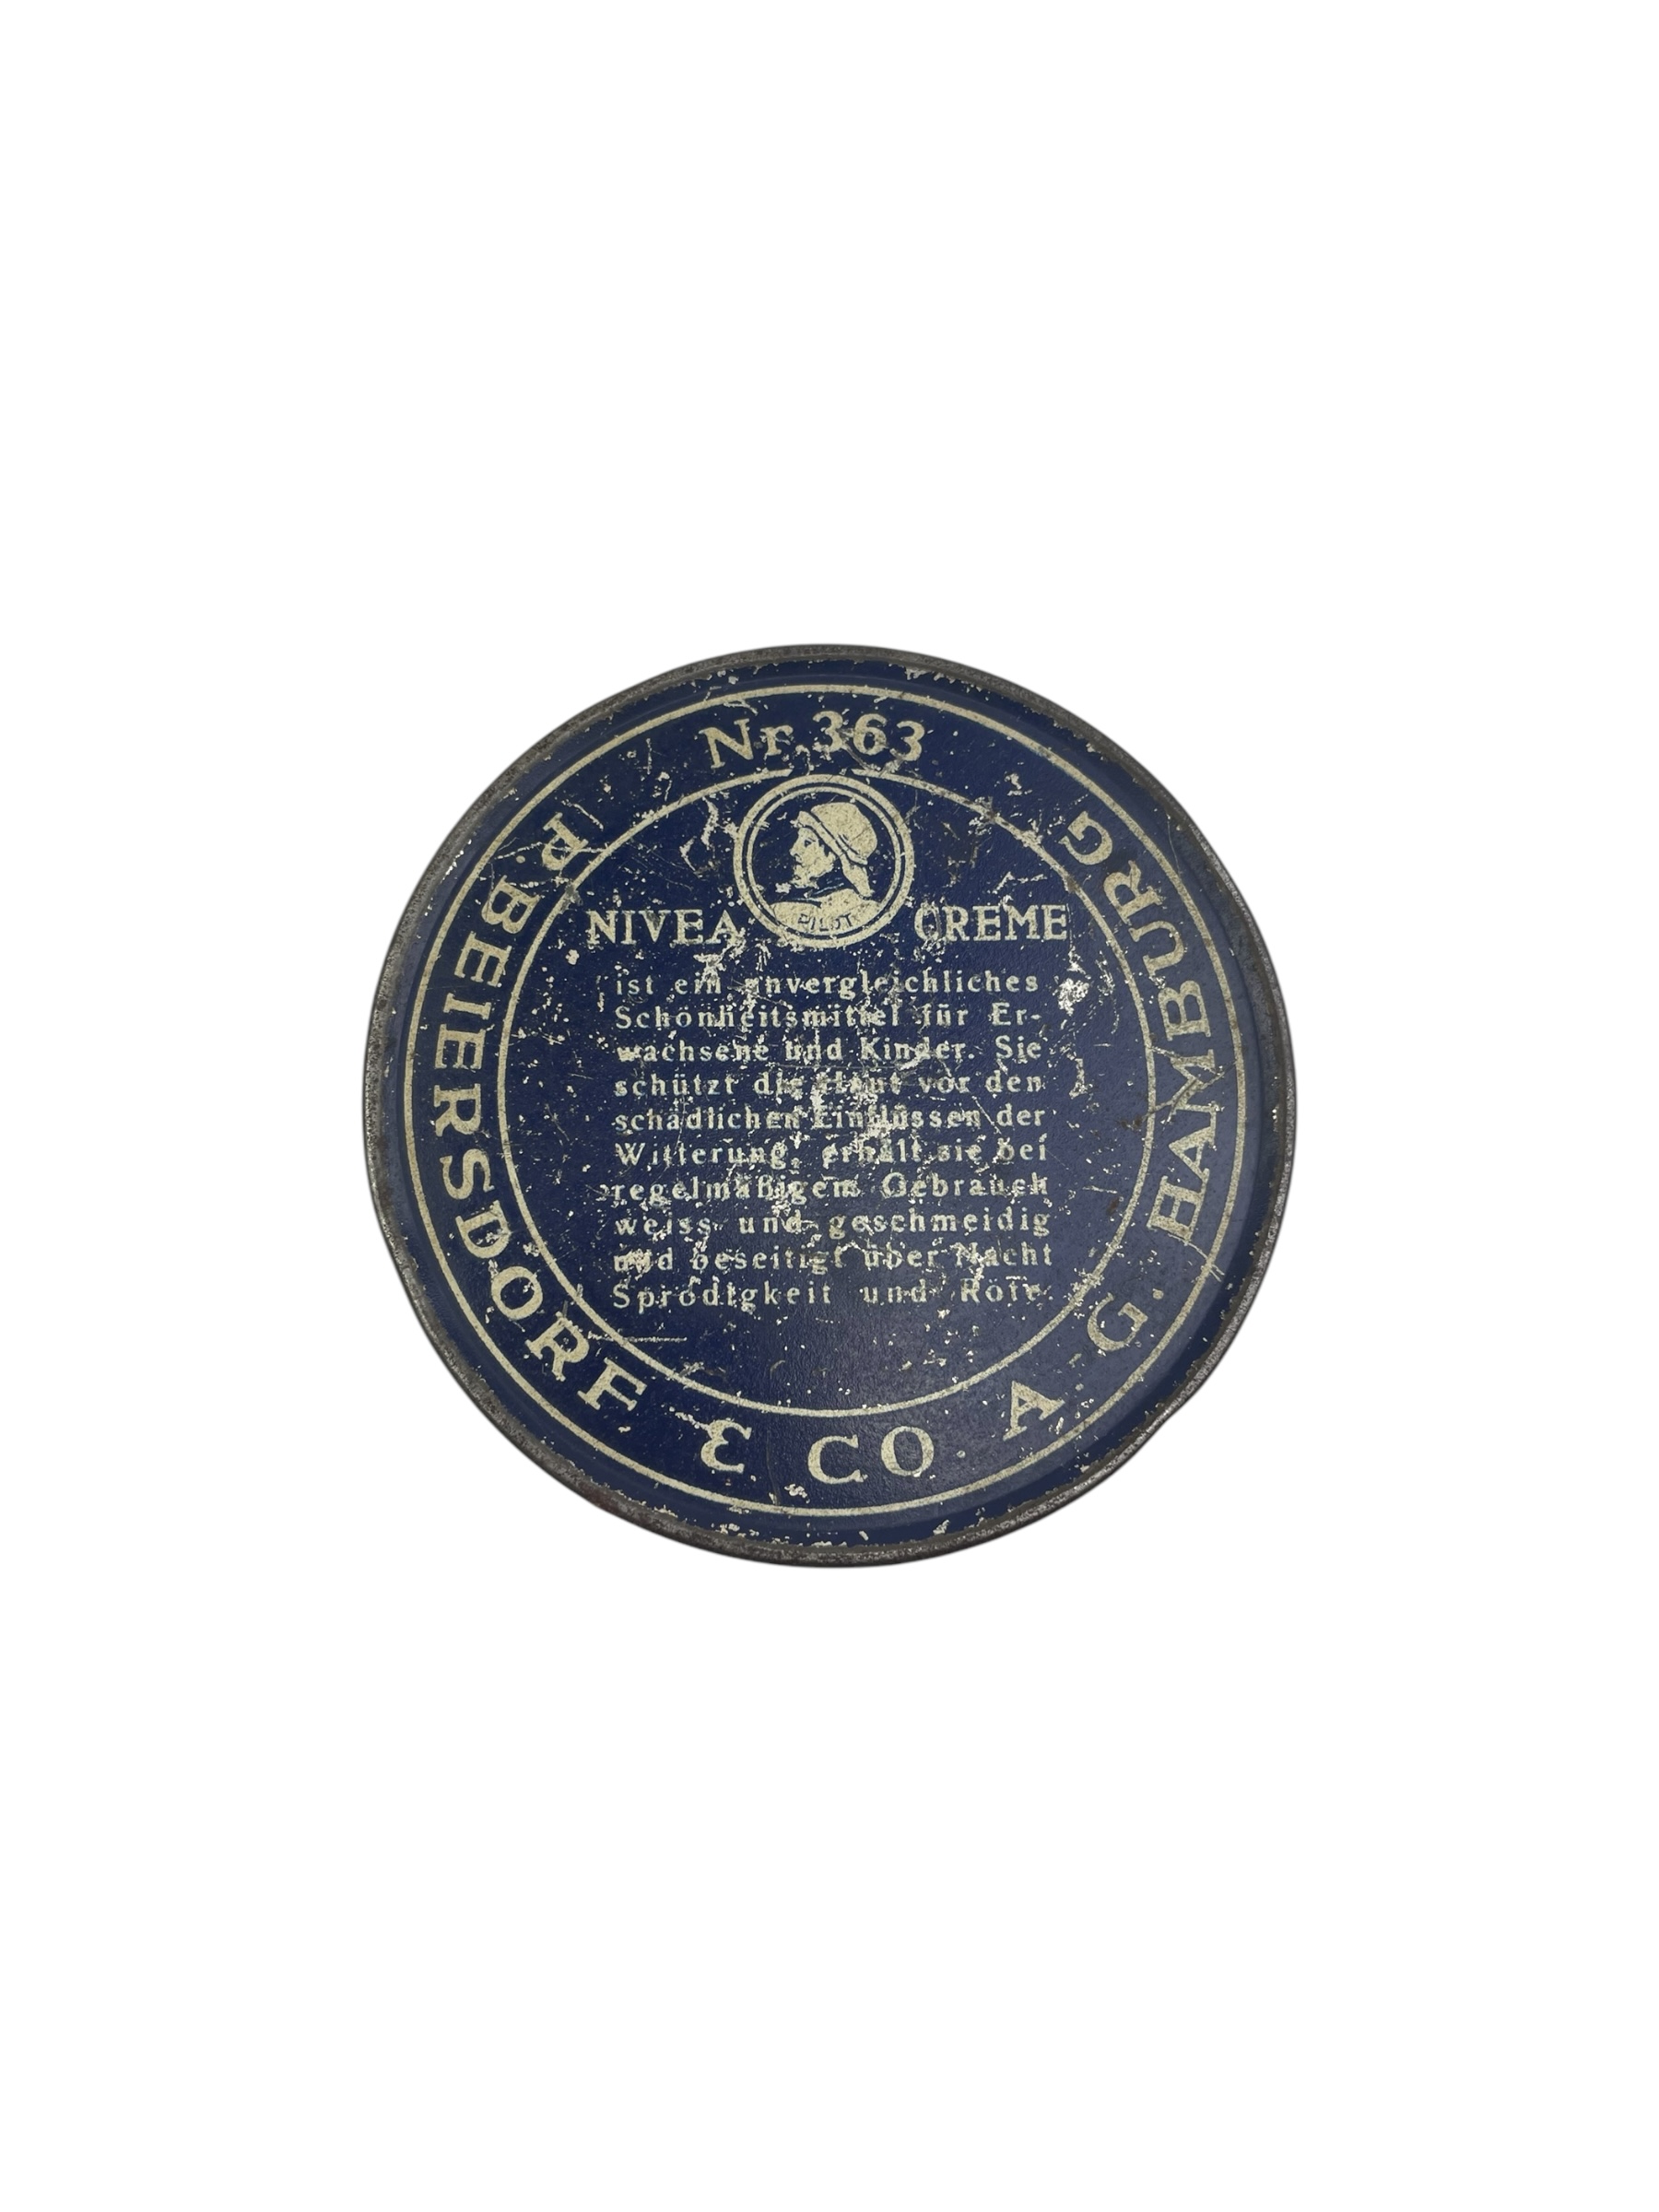 Nr. 363
P. BEIERSDORF & CO. A. G. HAMBURG
PILOT
NIVEA CREME
ist ein unvergleichliches
Schönheitsmittel für Er-
wachsene und Kinder. Sie
schützt die Haut vor den
schädlichen Einflüssen der
Witterung, erhält sie bei
regelmäßigem Gebrauch
weiss und geschmeidig
und beseitigt über Nacht
Sprödigkeit und Röte.